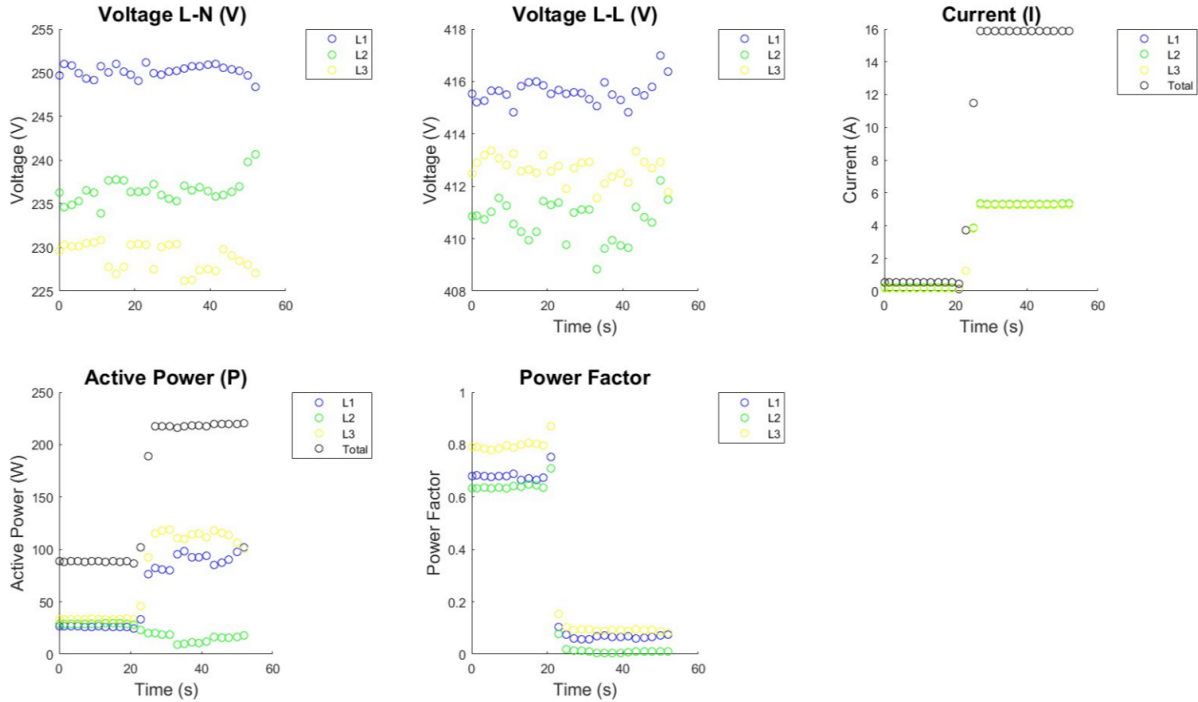 Voltage L-N (V)
Voltage (V)
255
250
245
240
235
230
225
0
20
40
60
Time (s)
L1
L2
L3
Voltage L-L (V)
Voltage (V)
418
416
414
412
410
408
0
20
40
60
Time (s)
L1
L2
L3
Current (I)
Current (A)
16
14
12
10
8
6
4
2
0
0
20
40
60
Time (s)
L1
L2
L3
Total
Active Power (P)
Active Power (W)
250
200
150
100
50
0
0
20
40
60
Time (s)
L1
L2
L3
Total
Power Factor
Power Factor
1
0.8
0.6
0.4
0.2
0
0
20
40
60
Time (s)
L1
L2
L3